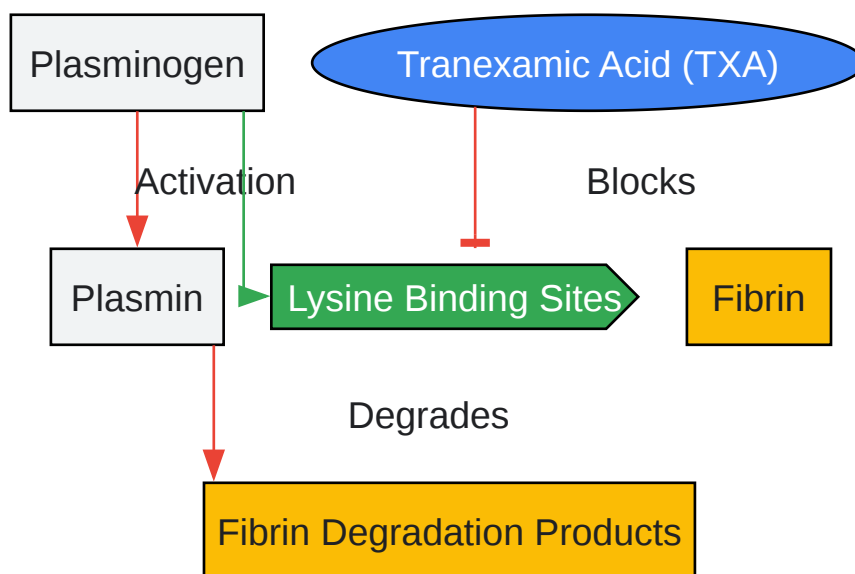 Plasminogen
Tranexamic Acid (TXA)
Activation
Blocks
Plasmin
Lysine Binding Sites
Fibrin
Degrades
Fibrin Degradation Products